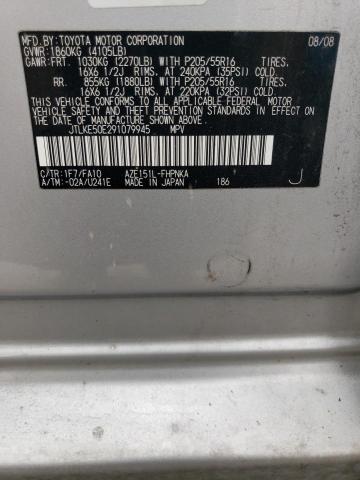 MFD.BY:TOYOTA MOTOR CORPORATION 08/08
GVWR:1860KG(4105LB)
GAWR:FRT. 1030KG(2270LB)WITH P205/55R16 TIRES.
16X6 1/2J RIMS. AT 240KPA(35PSI)COLD.
RR. 855KG(1880LB)WITH P205/55R16 TIRES.
16X6 1/2J RIMS. AT 220KPA(32PSI)COLD.
THIS VEHICLE CONFORMS TO ALL APPLICABLE FEDERAL MOTOR
VEHICLE SAFETY AND THEFT PREVENTION STANDARDS IN
EFFECT ON THE DATE OF MANUFACTURE SHOWN ABOVE.
JTLKE50E291079945 MPV
C/TR:1F7/FA10 AZE151L-FHPNKA
A/TM:-02A/U241E MADE IN JAPAN 186 J